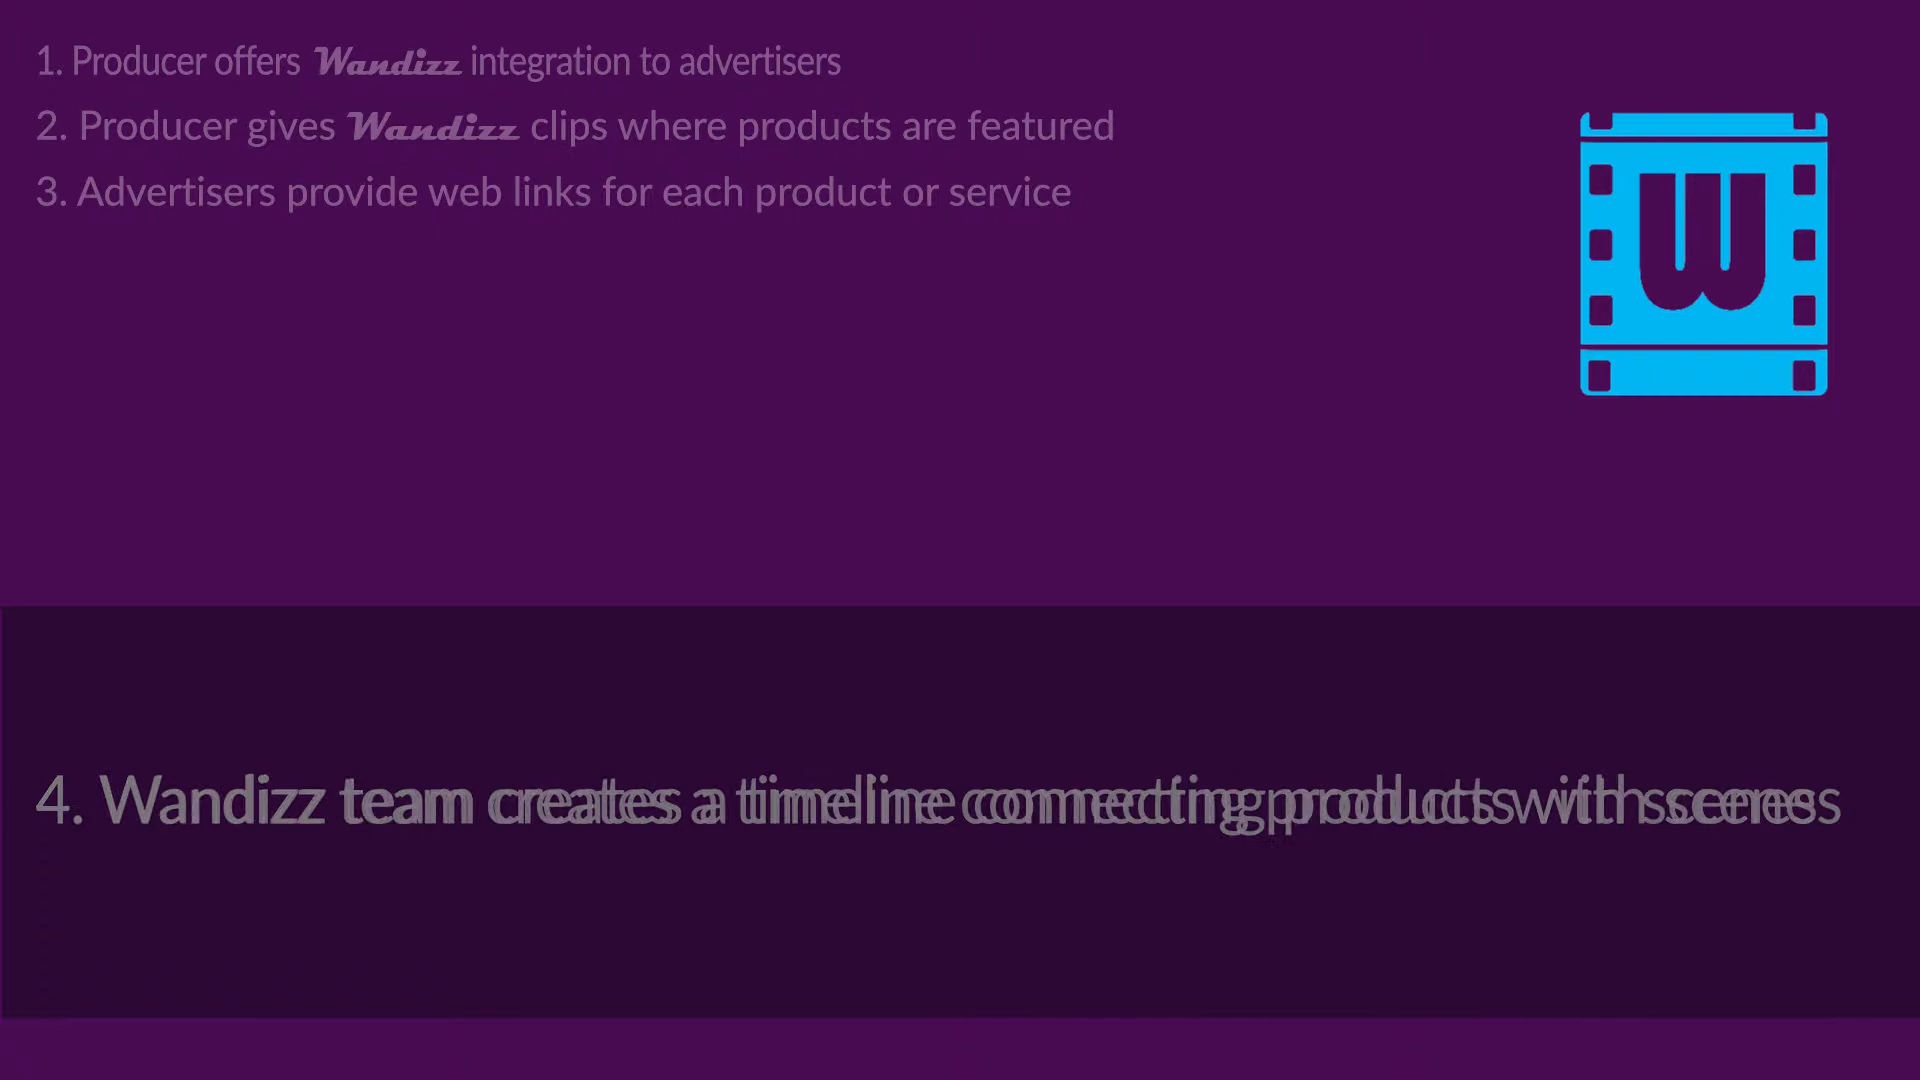 1. Producer offers Wandizz integration to advertisers
2. Producer gives Wandizz clips where products are featured
3. Advertisers provide web links for each product or service
W
4. Wandizz team creates a timeline connecting products with scenes